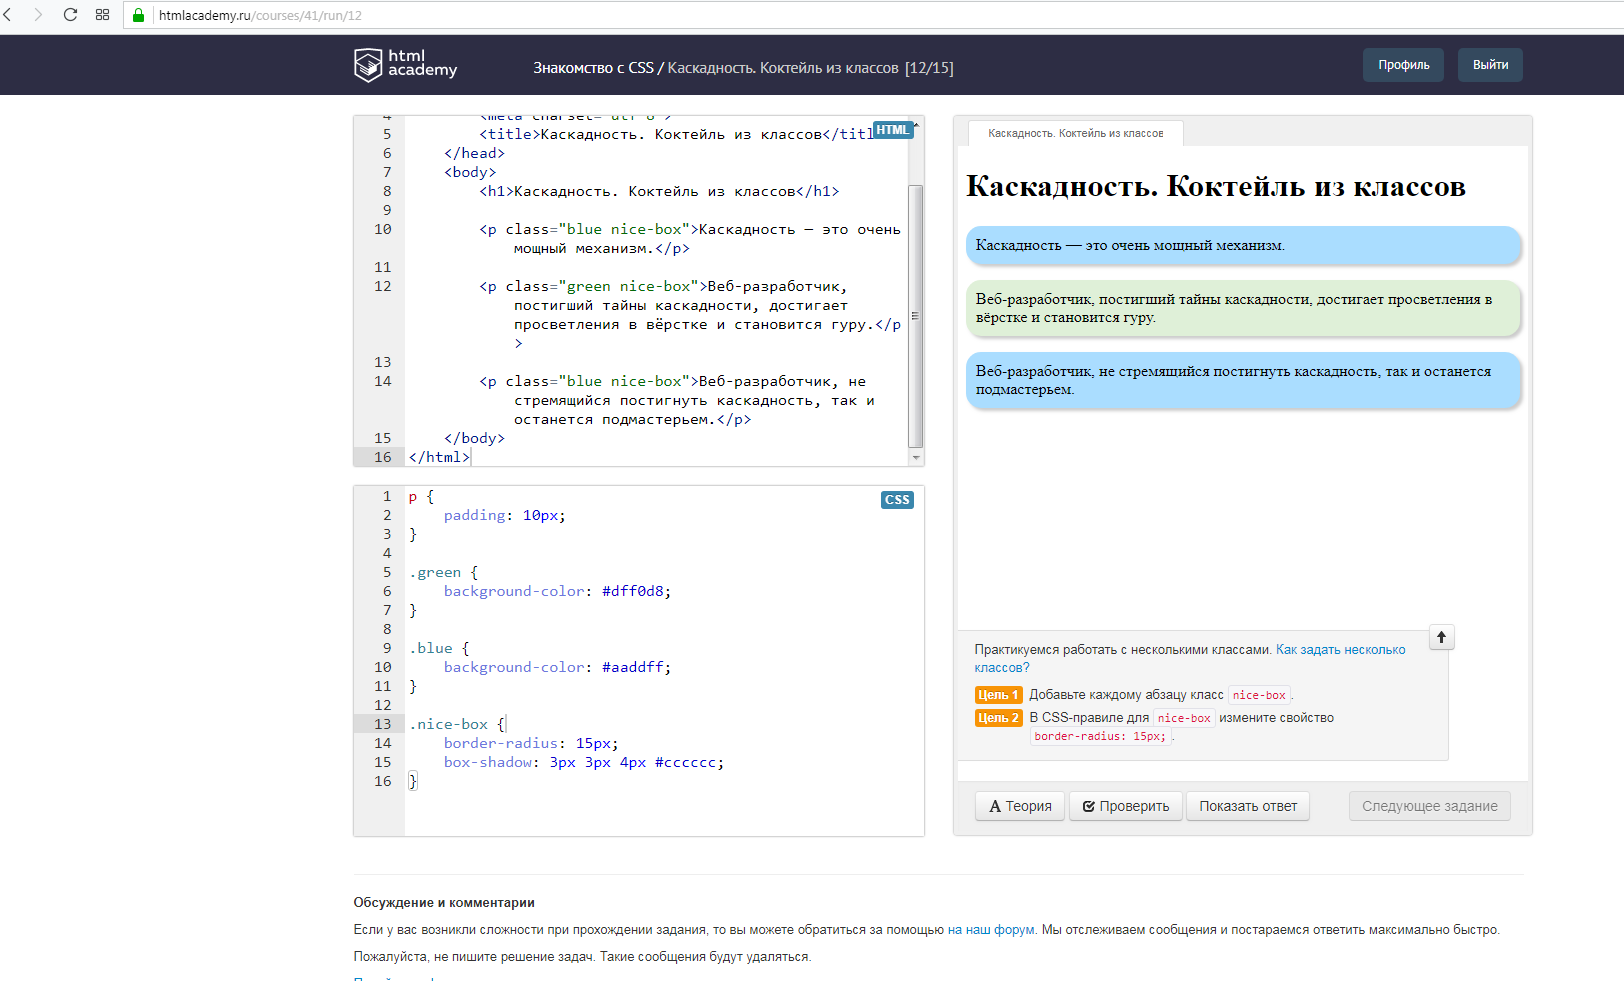 htmlacademy.ru/courses/41/run/12
html
academy
Знакомство с CSS / Каскадность. Коктейль из классов [12/15]
Профиль
Выйти
HTML
4 <meta charset="utf-8">
5 <title>Каскадность. Коктейль из классов</titl
6 </head>
7 <body>
8 <h1>Каскадность. Коктейль из классов</h1>
9
10 <p class="blue nice-box">Каскадность — это очень
мощный механизм.</p>
11
12 <p class="green nice-box">Веб-разработчик,
постигший тайны каскадности, достигает
просветления в вёрстке и становится гуру.</p
>
13
14 <p class="blue nice-box">Веб-разработчик, не
стремящийся постигнуть каскадность, так и
останется подмастерьем.</p>
15 </body>
16 </html>
CSS
1 p {
2 padding: 10px;
3 }
4
5 .green {
6 background-color: #dff0d8;
7 }
8
9 .blue {
10 background-color: #aaddff;
11 }
12
13 .nice-box {
14 border-radius: 15px;
15 box-shadow: 3px 3px 4px #cccccc;
16 }
Каскадность. Коктейль из классов
Каскадность. Коктейль из классов
Каскадность — это очень мощный механизм.
Веб-разработчик, постигший тайны каскадности, достигает просветления в
вёрстке и становится гуру.
Веб-разработчик, не стремящийся постигнуть каскадность, так и останется
подмастерьем.
Практикуемся работать с несколькими классами. Как задать несколько
классов?
Цель 1 Добавьте каждому абзацу класс nice-box.
Цель 2 В CSS-правиле для nice-box измените свойство
border-radius: 15px;.
Теория
Проверить
Показать ответ
Следующее задание
Обсуждение и комментарии
Если у вас возникли сложности при прохождении задания, то вы можете обратиться за помощью на наш форум. Мы отслеживаем сообщения и постараемся ответить максимально быстро.
Пожалуйста, не пишите решение задач. Такие сообщения будут удаляться.